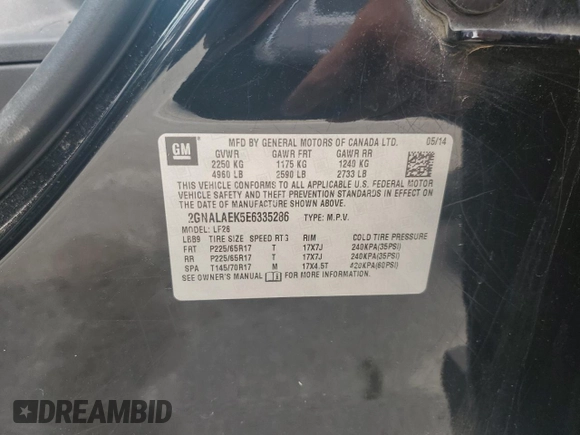 GM
MFD BY GENERAL MOTORS OF CANADA LTD. 05/14
GVWR GAWR FRT GAWR RR
2250 KG 1175 KG 1240 KG
4960 LB 2590 LB 2733 LB
THIS VEHICLE CONFORMS TO ALL APPLICABLE U.S. FEDERAL MOTOR
VEHICLE SAFETY, BUMPER, AND THEFT PREVENTION STANDARDS IN
EFFECT ON THE DATE OF MANUFACTURE SHOWN ABOVE.
2GNALAEK5E6335286 TYPE: M.P.V.
MODEL: LF26
L6B9 TIRE SIZE SPEED RTG RIM
FRT P225/65R17 T 17X7J 240KPA(35PSI)
RR P225/65R17 T 17X7J 240KPA(35PSI)
SPA T145/70R17 M 17X4.5T 420KPA(60PSI)
SEE OWNER'S MANUAL FOR MORE INFORMATION.
DREAMBID